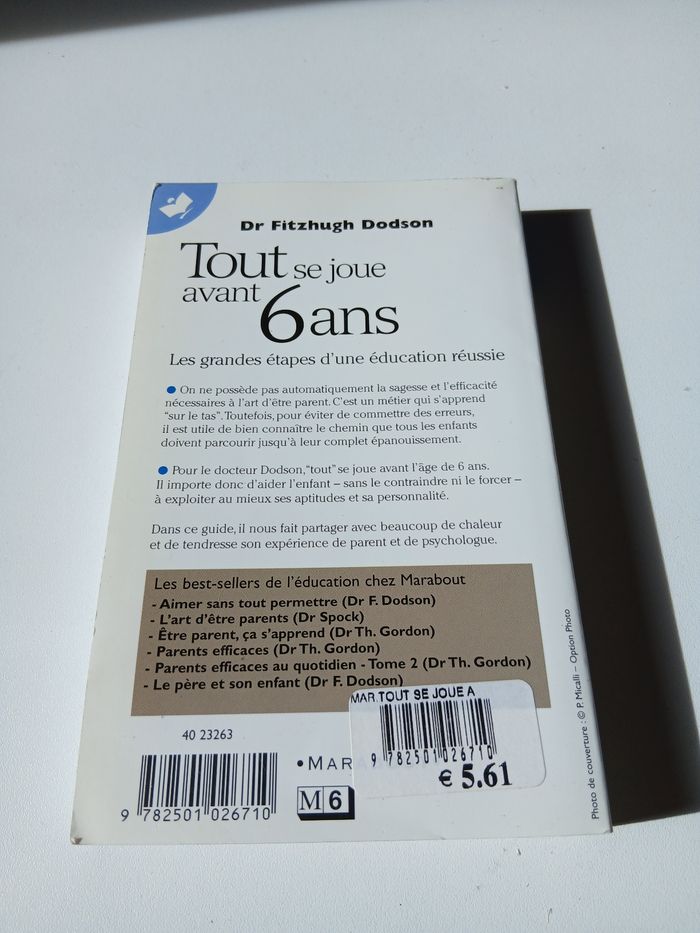 Dr Fitzhugh Dodson
Tout se joue
avant 6 ans
Les grandes étapes d'une éducation réussie
● On ne possède pas automatiquement la sagesse et l'efficacité
nécessaires à l'art d'être parent. C'est un métier qui s'apprend
"sur le tas". Toutefois, pour éviter de commettre des erreurs,
il est utile de bien connaître le chemin que tous les enfants
doivent parcourir jusqu'à leur complet épanouissement.
● Pour le docteur Dodson, "tout" se joue avant l'âge de 6 ans.
Il importe donc d'aider l'enfant – sans le contraindre ni le forcer –
à exploiter au mieux ses aptitudes et sa personnalité.
Dans ce guide, il nous fait partager avec beaucoup de chaleur
et de tendresse son expérience de parent et de psychologue.
Les best-sellers de l'éducation chez Marabout
- Aimer sans tout permettre (Dr F. Dodson)
- L'art d'être parents (Dr Spock)
- Être parent, ça s'apprend (Dr Th. Gordon)
- Parents efficaces (Dr Th. Gordon)
- Parents efficaces au quotidien - Tome 2 (Dr Th. Gordon)
- Le père et son enfant (Dr F. Dodson)
MAR.TOUT SE JOUE A
9 782501 026710
€ 5.61
40 23263
9 782501 026710
• MARA
M 6
Photo de couverture : © P. Micalli – Option Photo